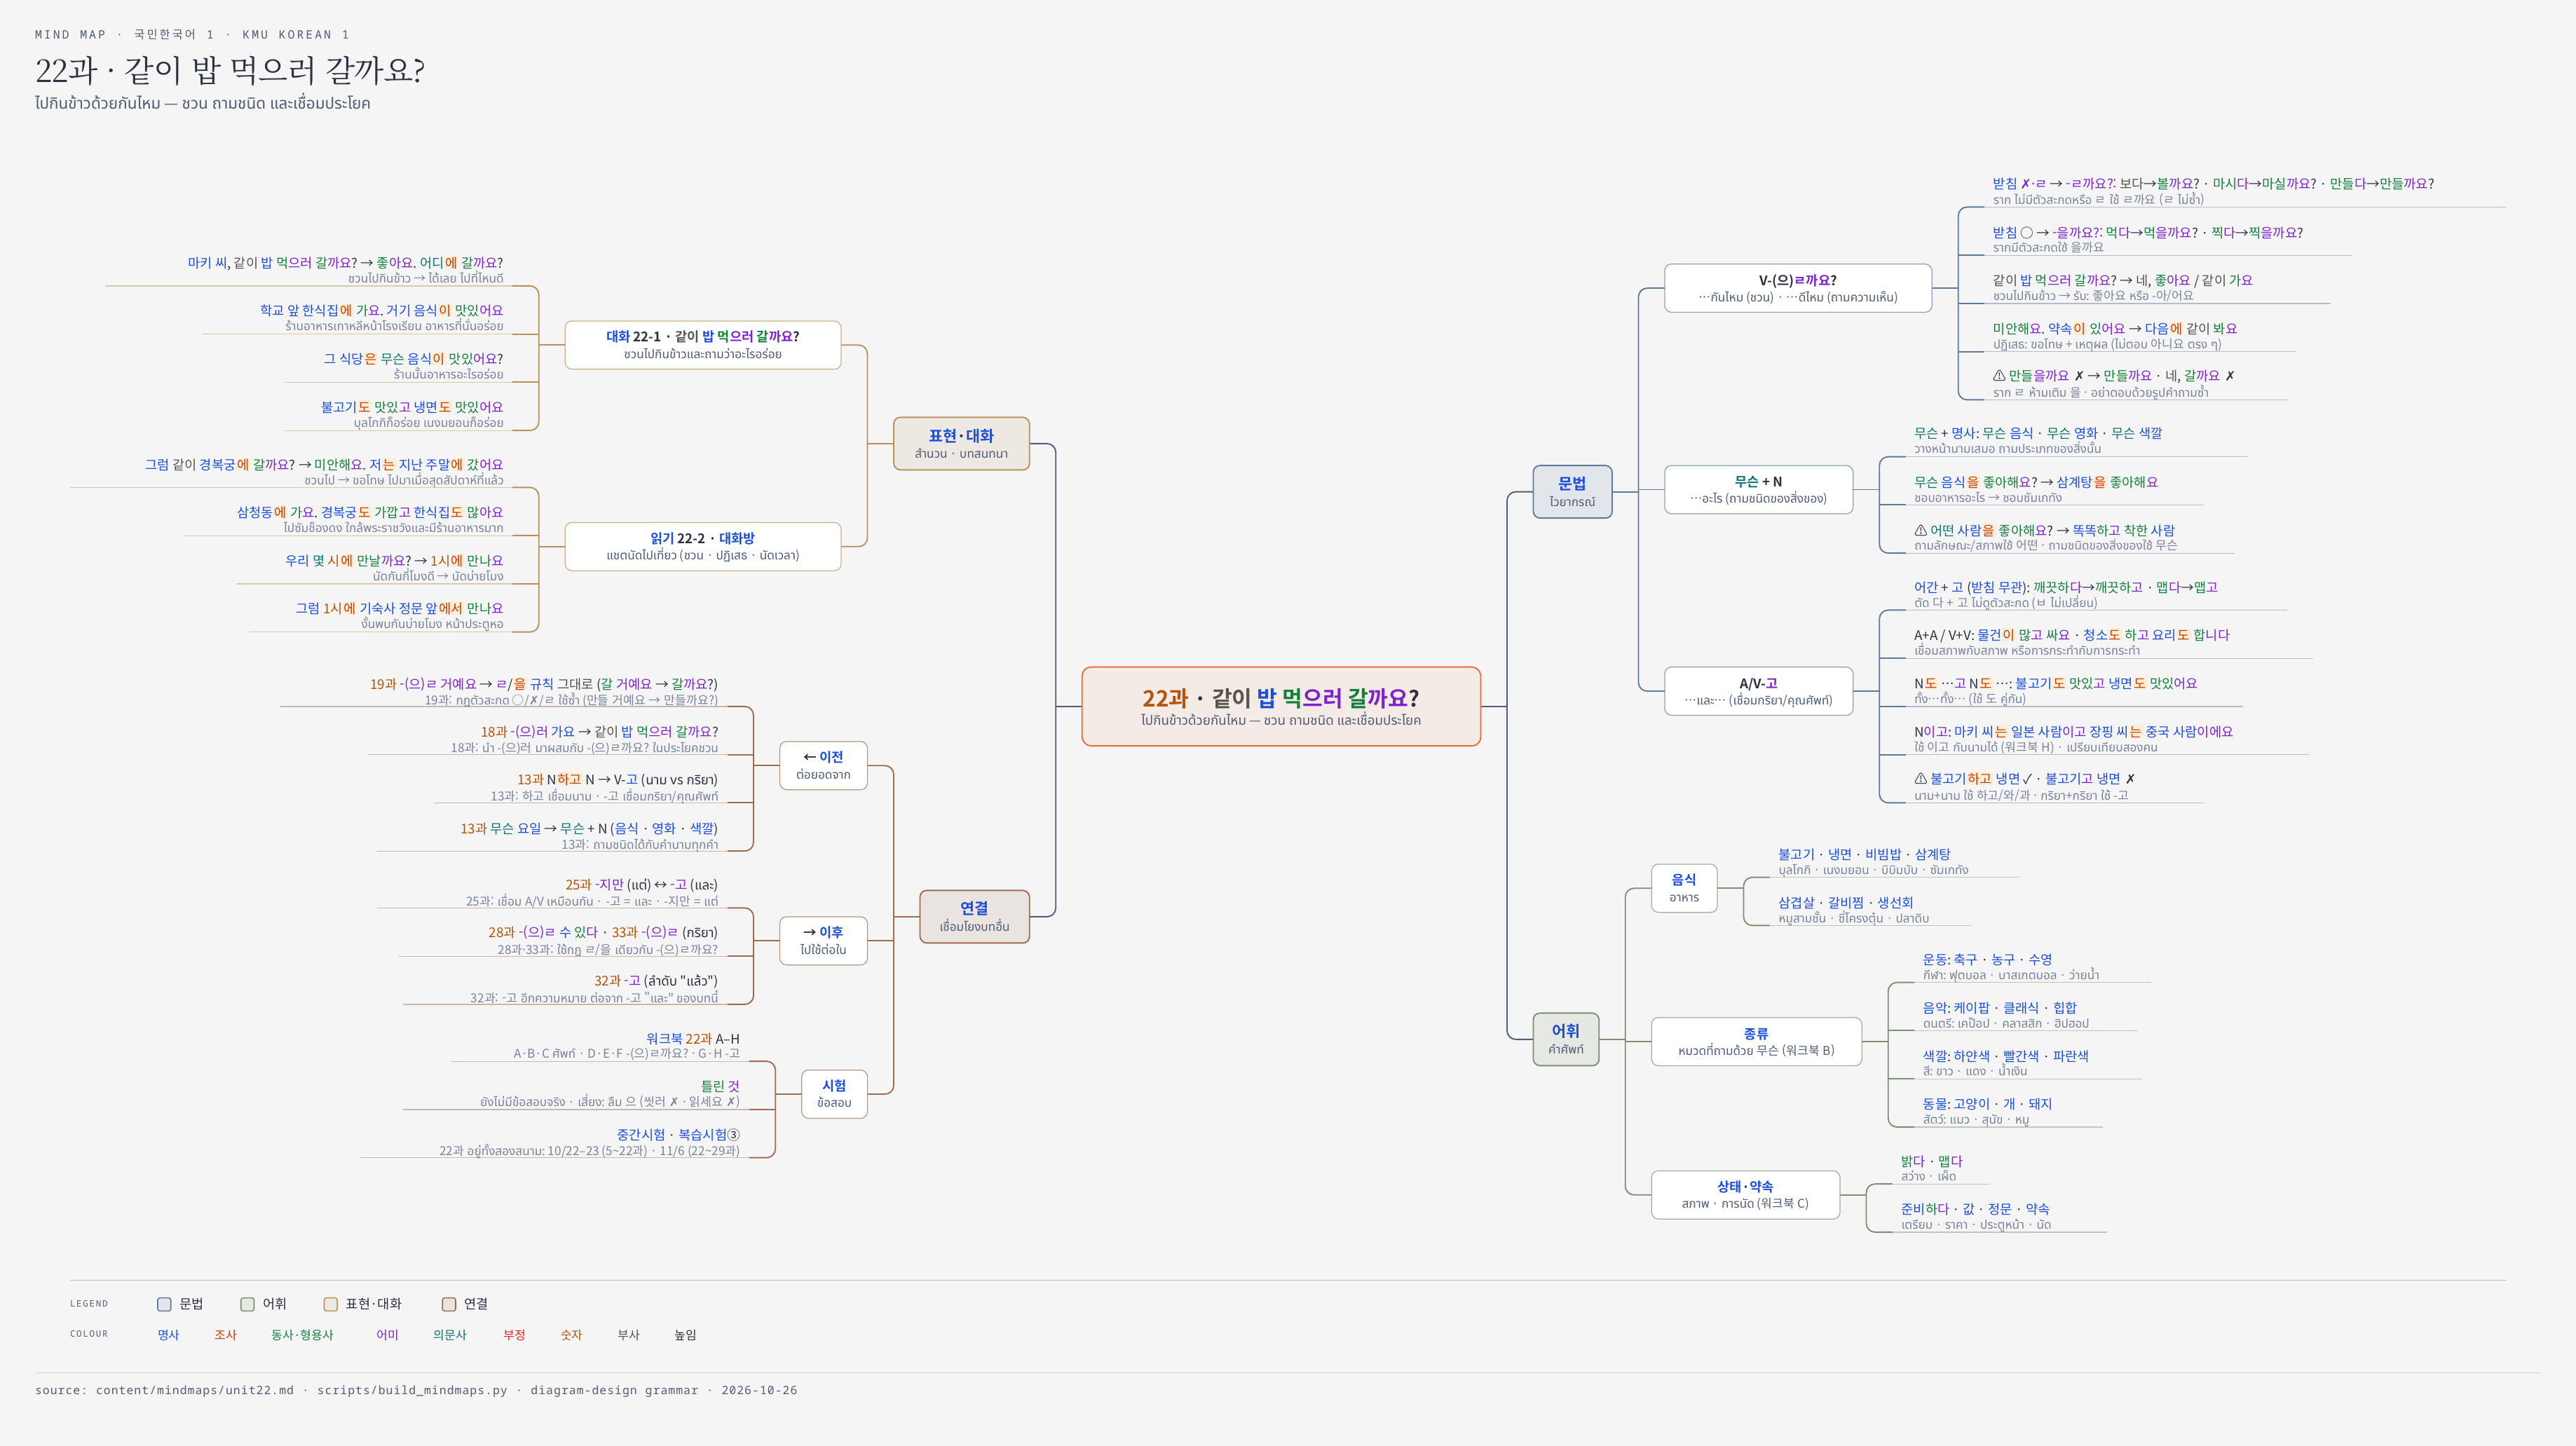 MIND MAP · 국민한국어 1 · KMU KOREAN 1
22과 · 같이 밥 먹으러 갈까요?
ไปกินข้าวด้วยกันไหม — ชวน ถามชนิด และเชื่อมประโยค
마키 씨, 같이 밥 먹으러 갈까요? → 좋아요. 어디에 갈까요?
ชวนไปกินข้าว → ได้เลย ไปที่ไหนดี
학교 앞 한식집에 가요. 거기 음식이 맛있어요
ร้านอาหารเกาหลีหน้าโรงเรียน อาหารที่นั่นอร่อย
그 식당은 무슨 음식이 맛있어요?
ร้านนั้นอาหารอะไรอร่อย
불고기도 맛있고 냉면도 맛있어요
บุลโกกิก็อร่อย เนงมยอนก็อร่อย
대화 22-1 · 같이 밥 먹으러 갈까요?
ชวนไปกินข้าวและถามว่าอะไรอร่อย
그럼 같이 경복궁에 갈까요? → 미안해요. 저는 지난 주말에 갔어요
ชวนไป → ขอโทษ ไปมาเมื่อสุดสัปดาห์ที่แล้ว
삼청동에 가요. 경복궁도 가깝고 한식집도 많아요
ไปซัมช็องดง ใกล้พระราชวังและมีร้านอาหารมาก
우리 몇 시에 만날까요? → 1시에 만나요
นัดกันกี่โมงดี → นัดบ่ายโมง
그럼 1시에 기숙사 정문 앞에서 만나요
งั้นพบกันบ่ายโมง หน้าประตูหอ
읽기 22-2 · 대화방
แชตนัดไปเที่ยว (ชวน · ปฏิเสธ · นัดเวลา)
표현·대화
สำนวน · บทสนทนา
19과 -(으)ㄹ 거예요 → ㄹ/을 규칙 그대로 (갈 거예요 → 갈까요?)
19과: กฎตัวสะกด ◯/✗/ㄹ ใช้ซ้ำ (만들 거예요 → 만들까요?)
18과 -(으)러 가요 → 같이 밥 먹으러 갈까요?
18과: นำ -(으)러 มาผสมกับ -(으)ㄹ까요? ในประโยคชวน
13과 N하고 N → V-고 (นาม vs กริยา)
13과: 하고 เชื่อมนาม · -고 เชื่อมกริยา/คุณศัพท์
13과 무슨 요일 → 무슨 + N (음식 · 영화 · 색깔)
13과: ถามชนิดได้กับคำนามทุกคำ
← 이전
ต่อยอดจาก
25과 -지만 (แต่) ↔ -고 (และ)
25과: เชื่อม A/V เหมือนกัน · -고 = และ · -지만 = แต่
28과 -(으)ㄹ 수 있다 · 33과 -(으)ㄹ (กริยา)
28과·33과: ใช้กฎ ㄹ/을 เดียวกับ -(으)ㄹ까요?
32과 -고 (ลำดับ "แล้ว")
32과: -고 อีกความหมาย ต่อจาก -고 "และ" ของบทนี้
→ 이후
ไปใช้ต่อใน
워크북 22과 A–H
A·B·C ศัพท์ · D·E·F -(으)ㄹ까요? · G·H -고
틀린 것
ยังไม่มีข้อสอบจริง · เสี่ยง: ลืม 으 (씻러 ✗ · 읽세요 ✗)
중간시험 · 복습시험③
22과 อยู่ทั้งสองสนาม: 10/22–23 (5~22과) · 11/6 (22~29과)
시험
ข้อสอบ
연결
เชื่อมโยงบทอื่น
22과 · 같이 밥 먹으러 갈까요?
ไปกินข้าวด้วยกันไหม — ชวน ถามชนิด และเชื่อมประโยค
문법
ไวยากรณ์
V-(으)ㄹ까요?
…กันไหม (ชวน) · …ดีไหม (ถามความเห็น)
받침 ✗·ㄹ → -ㄹ까요?: 보다→볼까요? · 마시다→마실까요? · 만들다→만들까요?
ราก ไม่มีตัวสะกดหรือ ㄹ ใช้ ㄹ까요 (ㄹ ไม่ซ้ำ)
받침 ◯ → -을까요?: 먹다→먹을까요? · 찍다→찍을까요?
รากมีตัวสะกดใช้ 을까요
같이 밥 먹으러 갈까요? → 네, 좋아요 / 같이 가요
ชวนไปกินข้าว → รับ: 좋아요 หรือ -아/어요
미안해요. 약속이 있어요 → 다음에 같이 봐요
ปฏิเสธ: ขอโทษ + เหตุผล (ไม่ตอบ 아니요 ตรง ๆ)
⚠ 만들을까요 ✗ → 만들까요 · 네, 갈까요 ✗
ราก ㄹ ห้ามเติม 을 · อย่าตอบด้วยรูปคำถามซ้ำ
무슨 + N
…อะไร (ถามชนิดของสิ่งของ)
무슨 + 명사: 무슨 음식 · 무슨 영화 · 무슨 색깔
วางหน้านามเสมอ ถามประเภทของสิ่งนั้น
무슨 음식을 좋아해요? → 삼계탕을 좋아해요
ชอบอาหารอะไร → ชอบซัมเกทัง
⚠ 어떤 사람을 좋아해요? → 똑똑하고 착한 사람
ถามลักษณะ/สภาพใช้ 어떤 · ถามชนิดของสิ่งของใช้ 무슨
A/V-고
…และ… (เชื่อมกริยา/คุณศัพท์)
어간 + 고 (받침 무관): 깨끗하다→깨끗하고 · 맵다→맵고
ตัด 다 + 고 ไม่ดูตัวสะกด (ㅂ ไม่เปลี่ยน)
A+A / V+V: 물건이 많고 싸요 · 청소도 하고 요리도 합니다
เชื่อมสภาพกับสภาพ หรือการกระทำกับการกระทำ
N도 …고 N도 …: 불고기도 맛있고 냉면도 맛있어요
ทั้ง…ทั้ง… (ใช้ 도 คู่กัน)
N이고: 마키 씨는 일본 사람이고 장핑 씨는 중국 사람이에요
ใช้ 이고 กับนามได้ (워크북 H) · เปรียบเทียบสองคน
⚠ 불고기하고 냉면 ✓ · 불고기고 냉면 ✗
นาม+นาม ใช้ 하고/와/과 · กริยา+กริยา ใช้ -고
어휘
คำศัพท์
음식
อาหาร
불고기 · 냉면 · 비빔밥 · 삼계탕
บุลโกกิ · เนงมยอน · บิบิมบับ · ซัมเกทัง
삼겹살 · 갈비찜 · 생선회
หมูสามชั้น · ซี่โครงตุ๋น · ปลาดิบ
종류
หมวดที่ถามด้วย 무슨 (워크북 B)
운동: 축구 · 농구 · 수영
กีฬา: ฟุตบอล · บาสเกตบอล · ว่ายน้ำ
음악: 케이팝 · 클래식 · 힙합
ดนตรี: เคป๊อป · คลาสสิก · ฮิปฮอป
색깔: 하얀색 · 빨간색 · 파란색
สี: ขาว · แดง · น้ำเงิน
동물: 고양이 · 개 · 돼지
สัตว์: แมว · สุนัข · หมู
상태·약속
สภาพ · การนัด (워크북 C)
밝다 · 맵다
สว่าง · เผ็ด
준비하다 · 값 · 정문 · 약속
เตรียม · ราคา · ประตูหน้า · นัด
LEGEND 문법 어휘 표현·대화 연결
COLOUR 명사 조사 동사·형용사 어미 의문사 부정 숫자 부사 높임
source: content/mindmaps/unit22.md · scripts/build_mindmaps.py · diagram-design grammar · 2026-10-26